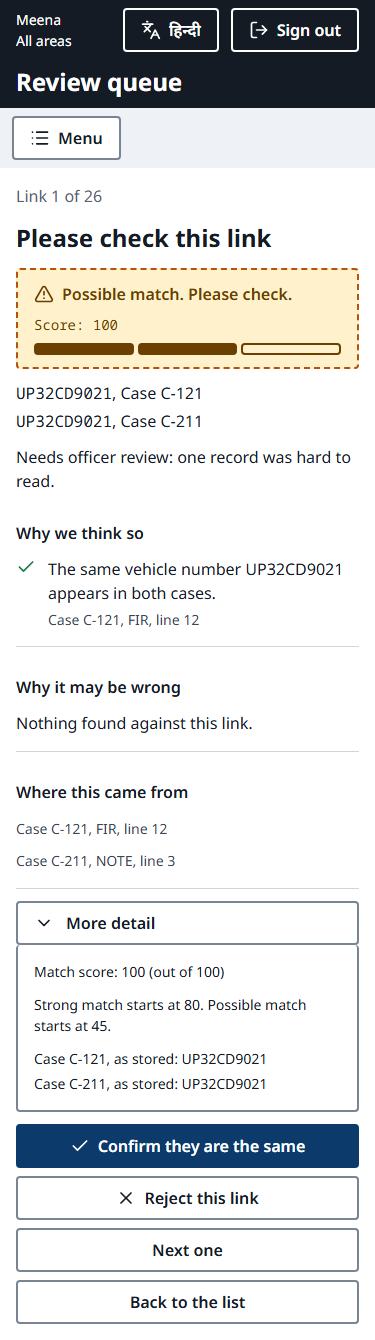 Meena
All areas
हिन्दी
Sign out
Review queue
Menu
Link 1 of 26
Please check this link
Possible match. Please check.
Score: 100
UP32CD9021, Case C-121
UP32CD9021, Case C-211
Needs officer review: one record was hard to
read.
Why we think so
The same vehicle number UP32CD9021
appears in both cases.
Case C-121, FIR, line 12
Why it may be wrong
Nothing found against this link.
Where this came from
Case C-121, FIR, line 12
Case C-211, NOTE, line 3
More detail
Match score: 100 (out of 100)
Strong match starts at 80. Possible match
starts at 45.
Case C-121, as stored: UP32CD9021
Case C-211, as stored: UP32CD9021
Confirm they are the same
Reject this link
Next one
Back to the list